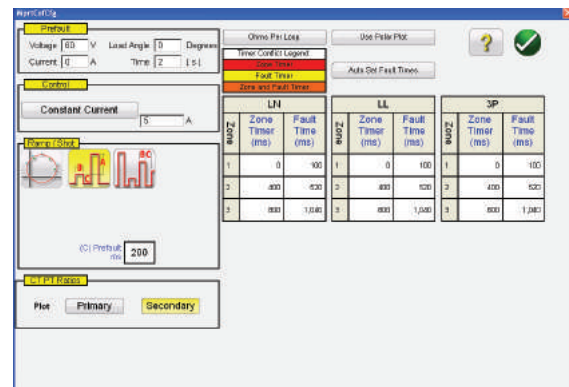 MprtCofCfg
Prefault
Voltage 60 V Load Angle 0 Degrees
Current 0 A Time 2 [s]
Control
Constant Current
5 A
Ramp / Shot
(C) Prefault ms 200
CT PT Ratios
Plot Primary Secondary
Ohms Per Loop
Use Polar Plot
Timer Conflict Legend
Zone Timer
Fault Timer
Zone and Fault Timer
Auto Set Fault Times
LN LL 3P
Zone Zone Timer (ms) Fault Time (ms) Zone Zone Timer (ms) Fault Time (ms) Zone Zone Timer (ms) Fault Time (ms)
1 0 100 1 0 100 1 0 100
2 400 520 2 400 520 2 400 520
3 800 1,040 3 800 1,040 3 800 1,040